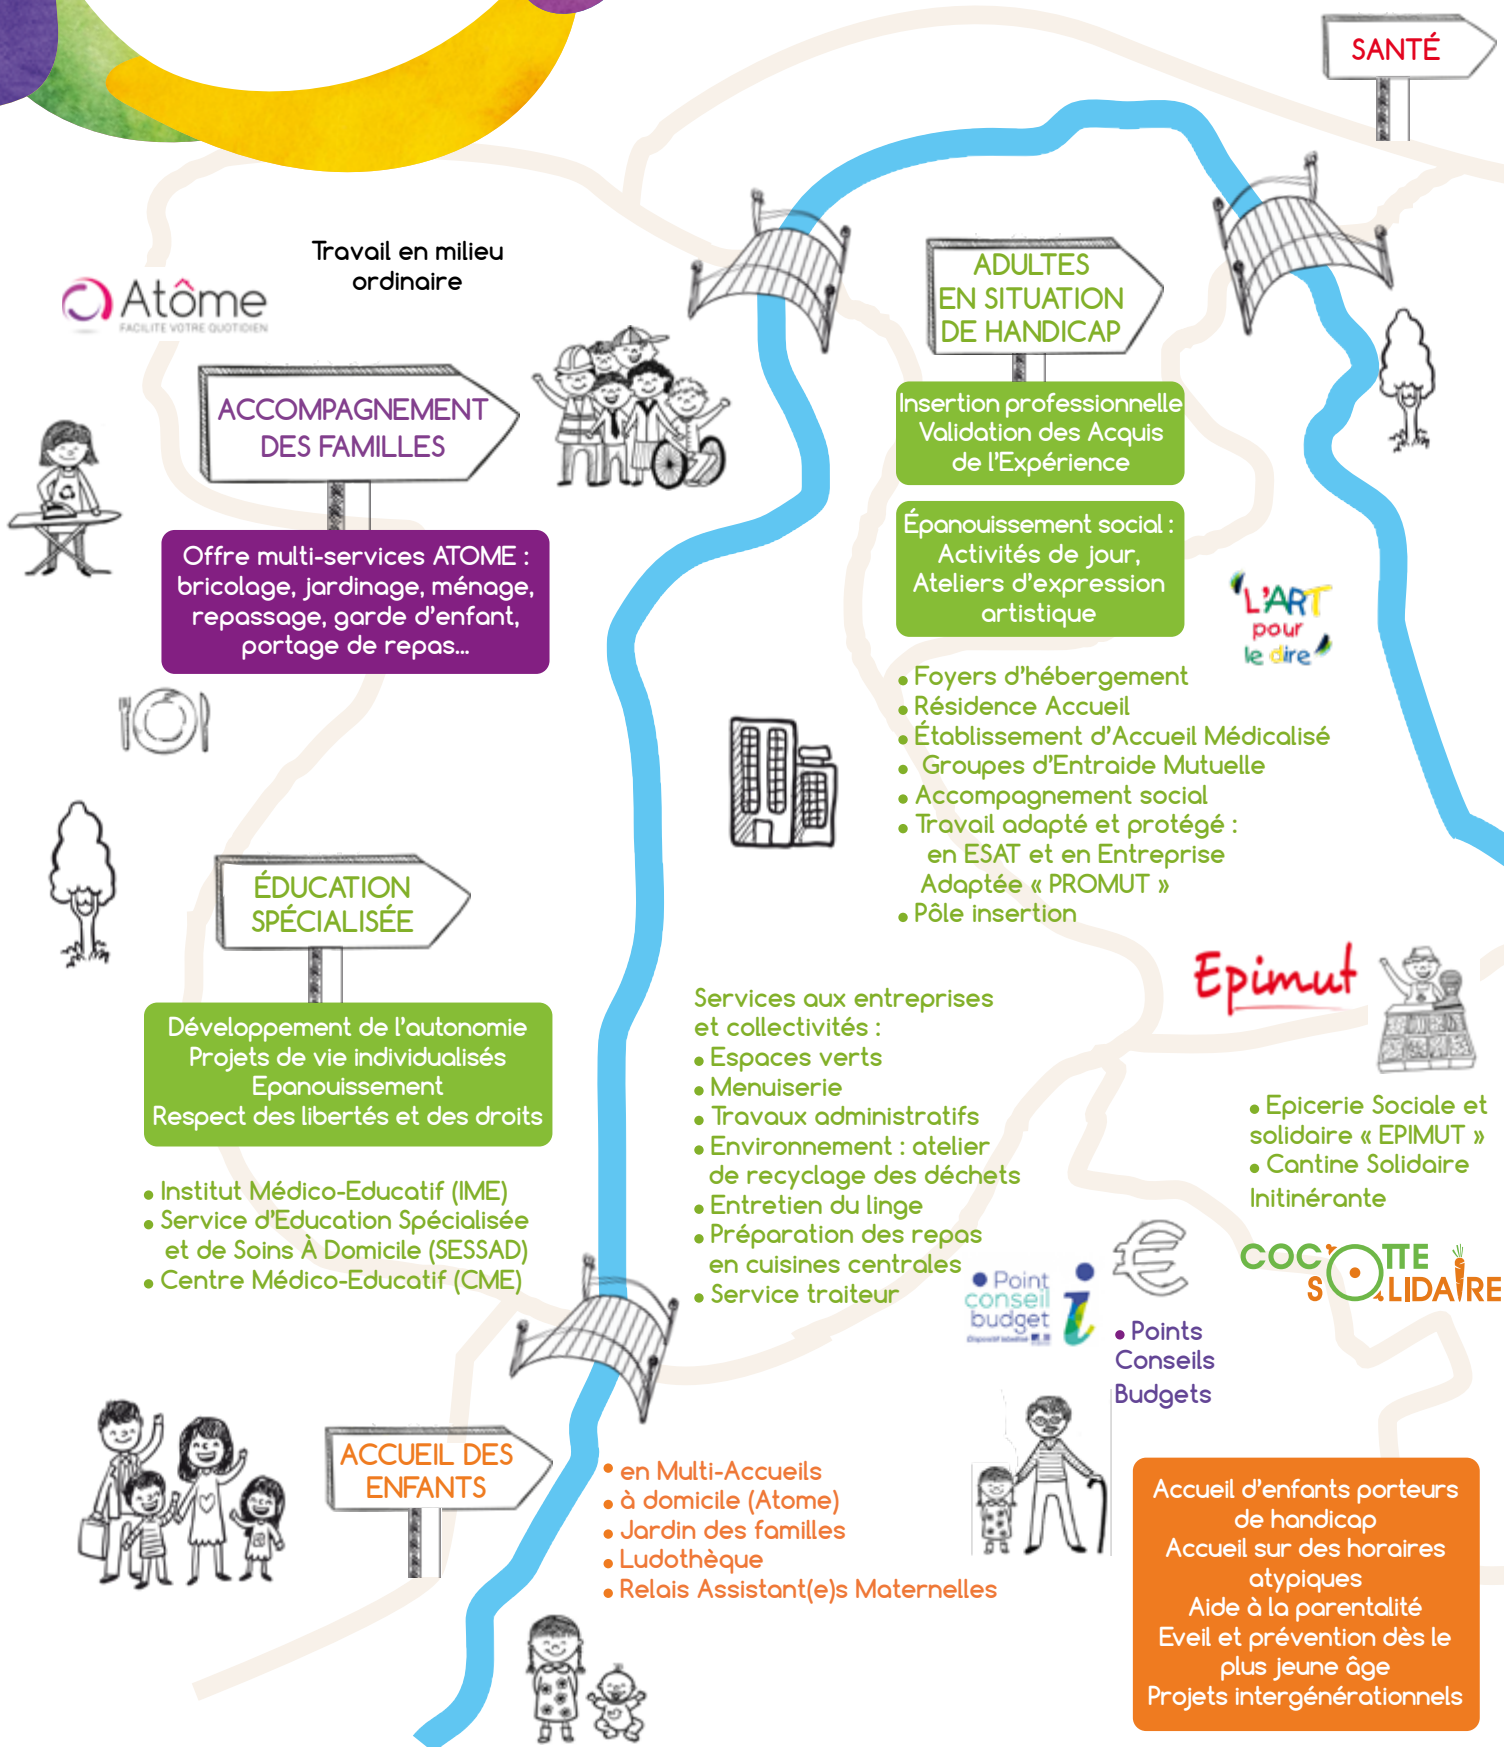 SANTÉ
Travail en milieu
ordinaire
Atôme
FACILITE VOTRE QUOTIDIEN
ACCOMPAGNEMENT
DES FAMILLES
Offre multi-services ATOME :
bricolage, jardinage, ménage,
repassage, garde d'enfant,
portage de repas...
ADULTES
EN SITUATION
DE HANDICAP
Insertion professionnelle
Validation des Acquis
de l'Expérience
Épanouissement social :
Activités de jour,
Ateliers d'expression
artistique
L'ART
pour
le dire
• Foyers d'hébergement
• Résidence Accueil
• Établissement d'Accueil Médicalisé
• Groupes d'Entraide Mutuelle
• Accompagnement social
• Travail adapté et protégé :
en ESAT et en Entreprise
Adaptée « PROMUT »
• Pôle insertion
ÉDUCATION
SPÉCIALISÉE
Développement de l'autonomie
Projets de vie individualisés
Epanouissement
Respect des libertés et des droits
• Institut Médico-Educatif (IME)
• Service d'Education Spécialisée
et de Soins À Domicile (SESSAD)
• Centre Médico-Educatif (CME)
Services aux entreprises
et collectivités :
• Espaces verts
• Menuiserie
• Travaux administratifs
• Environnement : atelier
de recyclage des déchets
• Entretien du linge
• Préparation des repas
en cuisines centrales
• Service traiteur
Epimut
• Epicerie Sociale et
solidaire « EPIMUT »
• Cantine Solidaire
Initinérante
COCOTTE
SOLIDAIRE
Point
conseil
budget
Dispositif labellisé
€
• Points
Conseils
Budgets
ACCUEIL DES
ENFANTS
• en Multi-Accueils
• à domicile (Atome)
• Jardin des familles
• Ludothèque
• Relais Assistant(e)s Maternelles
Accueil d'enfants porteurs
de handicap
Accueil sur des horaires
atypiques
Aide à la parentalité
Eveil et prévention dès le
plus jeune âge
Projets intergénérationnels